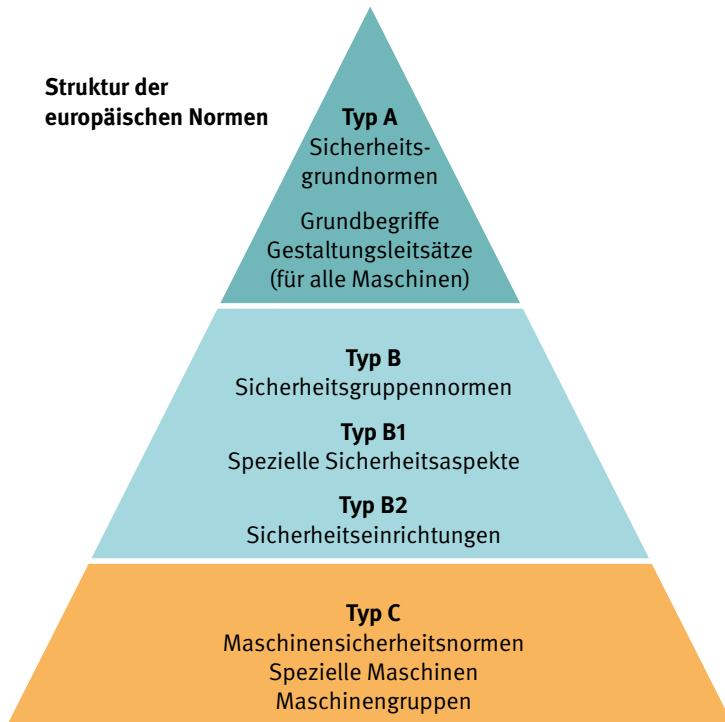 Struktur der
europäischen Normen
Typ A
Sicherheits-
grundnormen
Grundbegriffe
Gestaltungsleitsätze
(für alle Maschinen)
Typ B
Sicherheitsgruppennormen
Typ B1
Spezielle Sicherheitsaspekte
Typ B2
Sicherheitseinrichtungen
Typ C
Maschinensicherheitsnormen
Spezielle Maschinen
Maschinengruppen